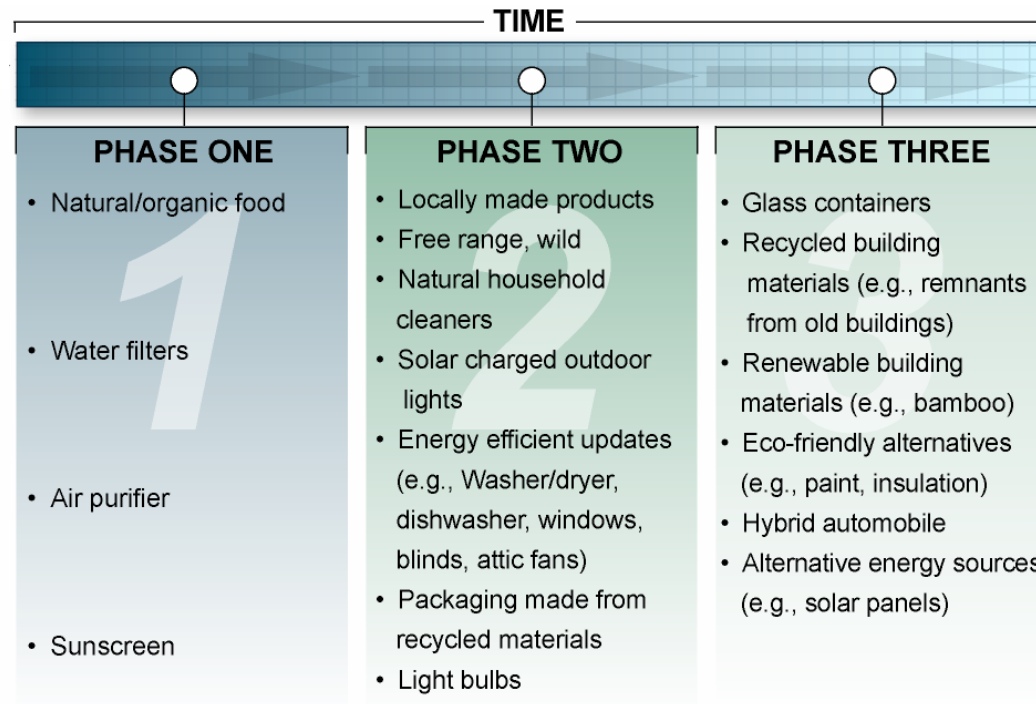 TIME
PHASE ONE
• Natural/organic food
• Water filters
• Air purifier
• Sunscreen
1
PHASE TWO
• Locally made products
• Free range, wild
• Natural household
cleaners
• Solar charged outdoor
lights
• Energy efficient updates
(e.g., Washer/dryer,
dishwasher, windows,
blinds, attic fans)
• Packaging made from
recycled materials
• Light bulbs
2
PHASE THREE
• Glass containers
• Recycled building
materials (e.g., remnants
from old buildings)
• Renewable building
materials (e.g., bamboo)
• Eco-friendly alternatives
(e.g., paint, insulation)
• Hybrid automobile
• Alternative energy sources
(e.g., solar panels)
3